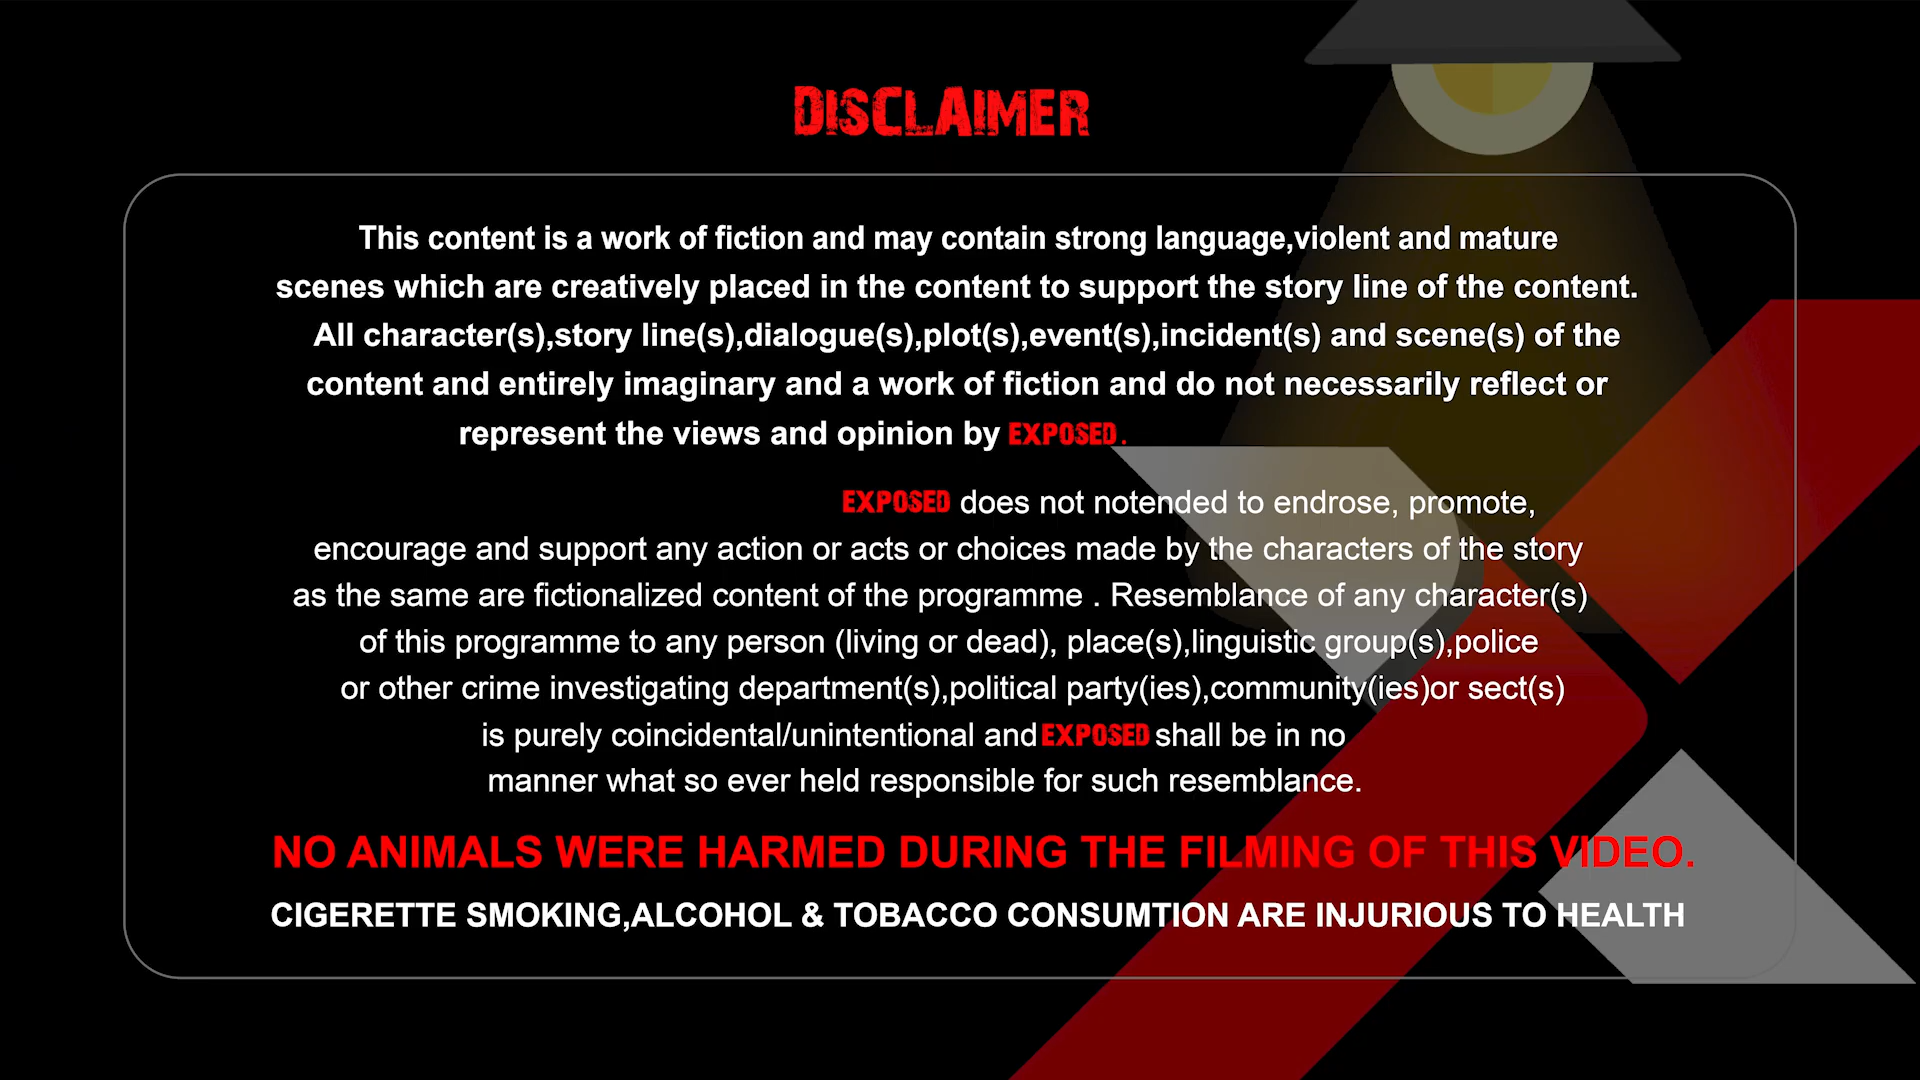 DISCLAIMER
This content is a work of fiction and may contain strong language,violent and mature
scenes which are creatively placed in the content to support the story line of the content.
All character(s),story line(s),dialogue(s),plot(s),event(s),incident(s) and scene(s) of the
content and entirely imaginary and a work of fiction and do not necessarily reflect or
represent the views and opinion by EXPOSED.
EXPOSED does not notended to endrose, promote,
encourage and support any action or acts or choices made by the characters of the story
as the same are fictionalized content of the programme . Resemblance of any character(s)
of this programme to any person (living or dead), place(s),linguistic group(s),police
or other crime investigating department(s),political party(ies),community(ies)or sect(s)
is purely coincidental/unintentional and EXPOSED shall be in no
manner what so ever held responsible for such resemblance.
NO ANIMALS WERE HARMED DURING THE FILMING OF THIS VIDEO.
CIGERETTE SMOKING,ALCOHOL & TOBACCO CONSUMTION ARE INJURIOUS TO HEALTH